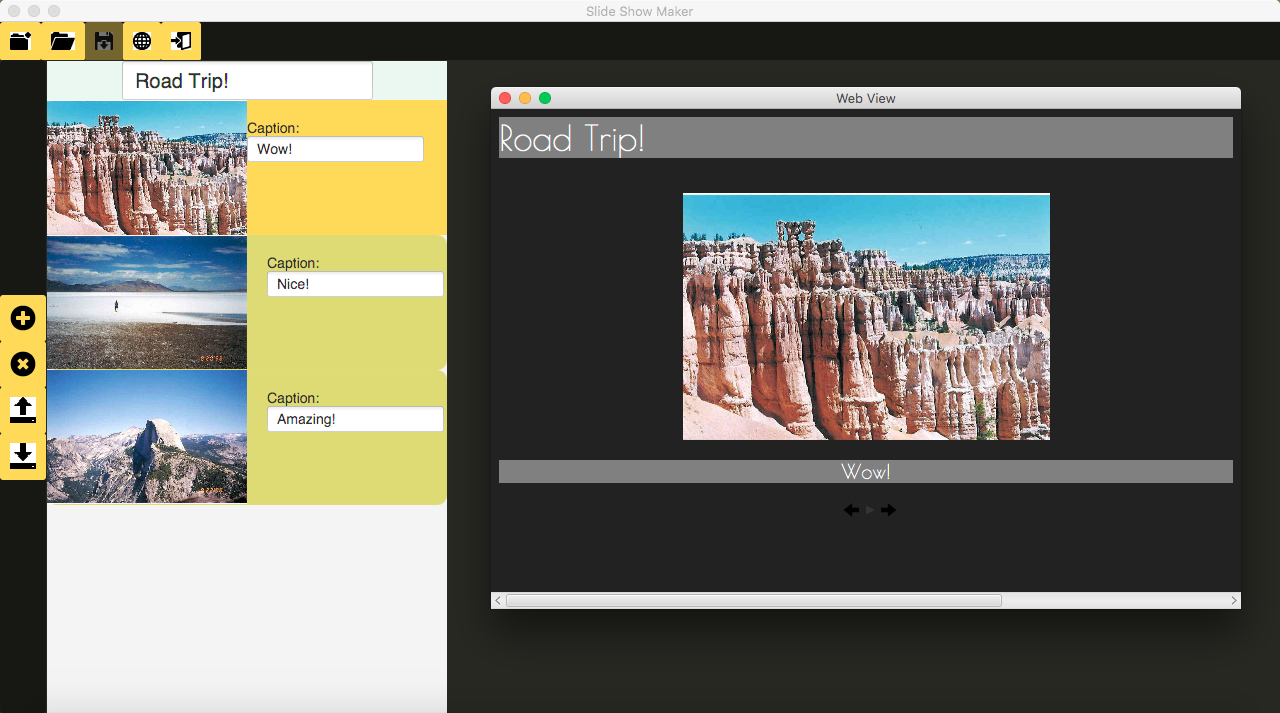 Slide Show Maker
Road Trip!
Caption:
Wow!
Caption:
Nice!
Caption:
Amazing!
Web View
Road Trip!
Wow!